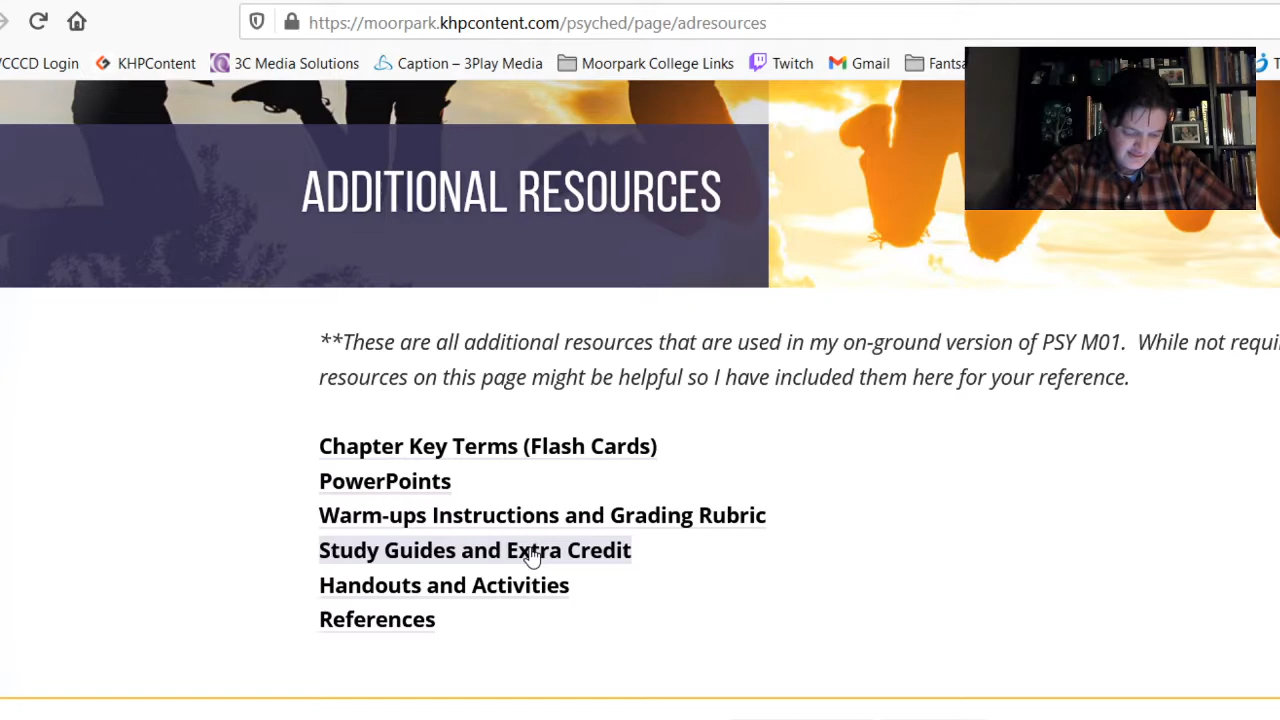 https://moorpark.khpcontent.com/psyched/page/adresources
CCCD Login KHPContent 3C Media Solutions Caption – 3Play Media Moorpark College Links Twitch Gmail Fantsa
ADDITIONAL RESOURCES
**These are all additional resources that are used in my on-ground version of PSY M01. While not requi
resources on this page might be helpful so I have included them here for your reference.
Chapter Key Terms (Flash Cards)
PowerPoints
Warm-ups Instructions and Grading Rubric
Study Guides and Extra Credit
Handouts and Activities
References